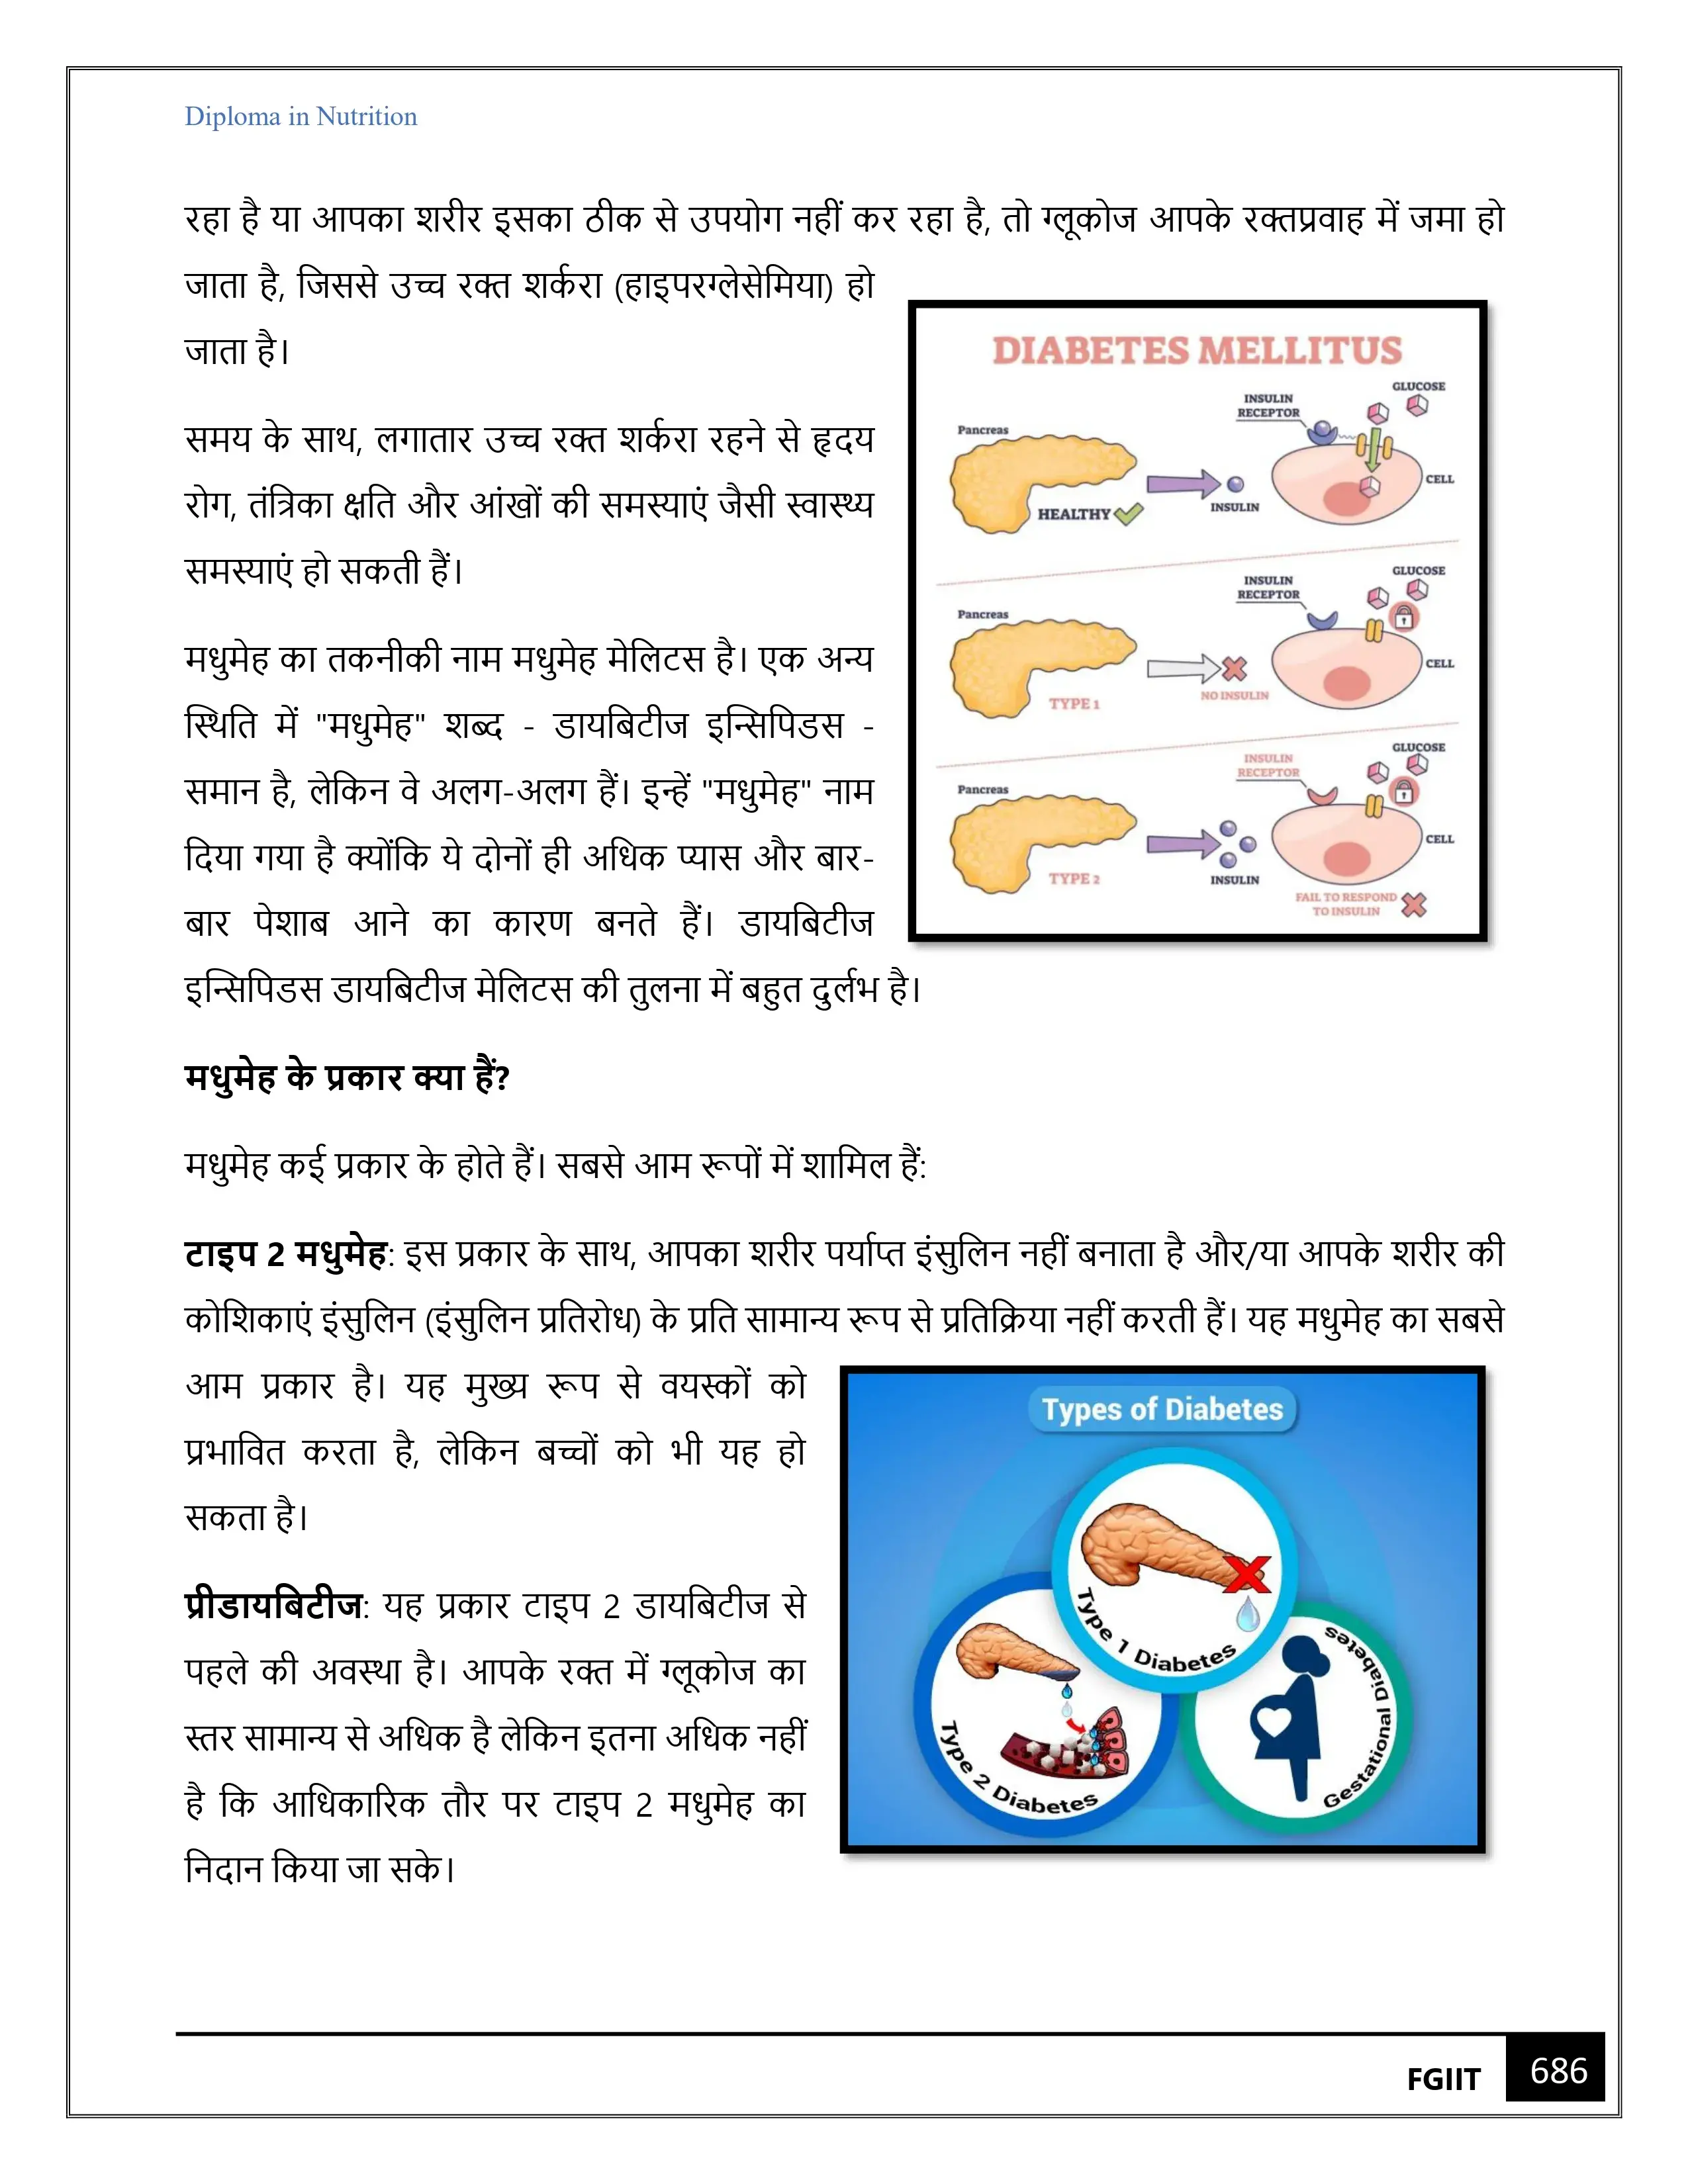 Diploma in Nutrition
रहा है या आपका शरीर इसका ठीक से उपयोग नहीं कर रहा है, तो ग्लूकोज आपके रक्तप्रवाह में जमा हो
जाता है, जिससे उच्च रक्त शर्करा (हाइपरग्लेसेमिया) हो
जाता है।
समय के साथ, लगातार उच्च रक्त शर्करा रहने से हृदय
रोग, तंत्रिका क्षति और आंखों की समस्याएं जैसी स्वास्थ्य
समस्याएं हो सकती हैं।
मधुमेह का तकनीकी नाम मधुमेह मेलिटस है। एक अन्य
स्थिति में "मधुमेह" शब्द - डायबिटीज इन्सिपिडस -
समान है, लेकिन वे अलग-अलग हैं। इन्हें "मधुमेह" नाम
दिया गया है क्योंकि ये दोनों ही अधिक प्यास और बार-
बार पेशाब आने का कारण बनते हैं। डायबिटीज
इन्सिपिडस डायबिटीज मेलिटस की तुलना में बहुत दुर्लभ है।
DIABETES MELLITUS
GLUCOSE
INSULIN
RECEPTOR
Pancreas
CELL
INSULIN
HEALTHY
GLUCOSE
INSULIN
RECEPTOR
Pancreas
CELL
NO INSULIN
TYPE 1
GLUCOSE
INSULIN
RECEPTOR
Pancreas
CELL
INSULIN
TYPE 2
FAIL TO RESPOND
TO INSULIN
मधुमेह के प्रकार क्या हैं?
मधुमेह कई प्रकार के होते हैं। सबसे आम रूपों में शामिल हैं:
टाइप 2 मधुमेह: इस प्रकार के साथ, आपका शरीर पर्याप्त इंसुलिन नहीं बनाता है और/या आपके शरीर की
कोशिकाएं इंसुलिन (इंसुलिन प्रतिरोध) के प्रति सामान्य रूप से प्रतिक्रिया नहीं करती हैं। यह मधुमेह का सबसे
आम प्रकार है। यह मुख्य रूप से वयस्कों को
प्रभावित करता है, लेकिन बच्चों को भी यह हो
सकता है।
प्रीडायबिटीज: यह प्रकार टाइप 2 डायबिटीज से
पहले की अवस्था है। आपके रक्त में ग्लूकोज का
स्तर सामान्य से अधिक है लेकिन इतना अधिक नहीं
है कि आधिकारिक तौर पर टाइप 2 मधुमेह का
निदान किया जा सके।
Types of Diabetes
Type 1 Diabetes
Type 2 Diabetes
Gestational Diabetes
FGIIT
686